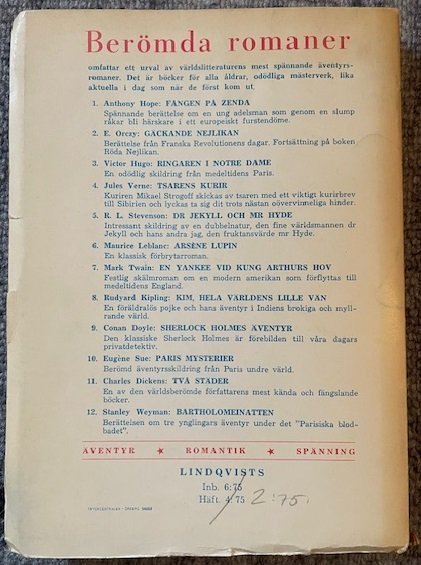 Berömda romaner
omfattar ett urval av världslitteraturens mest spännande äventyrs-
romaner. Det är böcker för alla åldrar, odödliga mästerverk, lika
aktuella i dag som när de först kom ut.
1. Anthony Hope: FÅNGEN PÅ ZENDA
Spännande berättelse om en ung adelsman som genom en slump
råkar bli härskare i ett europeiskt furstendöme.
2. E. Orczy: GÄCKANDE NEJLIKAN
Berättelse från Franska Revolutionens dagar. Fortsättning på boken
Röda Nejlikan.
3. Victor Hugo: RINGAREN I NOTRE DAME
En odödlig skildring från medeltidens Paris.
4. Jules Verne: TSARENS KURIR
Kuriren Mikael Strogoff skickas av tsaren med ett viktigt kurirbrev
till Sibirien och lyckas ta sig dit trots nästan oövervinneliga hinder.
5. R. L. Stevenson: DR JEKYLL OCH MR HYDE
Intressant skildring av en dubbelnatur, den fine världsmannen dr
Jekyll och hans andra jag, den fruktansvärde mr Hyde.
6. Maurice Leblanc: ARSÈNE LUPIN
En klassisk förbrytarroman.
7. Mark Twain: EN YANKEE VID KUNG ARTHURS HOV
Festlig skälmroman om en modern amerikan som förflyttas till
medeltidens England.
8. Rudyard Kipling: KIM, HELA VÄRLDENS LILLE VÄN
En föräldralös pojke och hans äventyr i Indiens brokiga och myll-
rande värld.
9. Conan Doyle: SHERLOCK HOLMES ÄVENTYR
Den klassiske Sherlock Holmes är förebilden till våra dagars
privatdetektiv.
10. Eugène Sue: PARIS MYSTERIER
Berömd äventyrsskildring från Paris undre värld.
11. Charles Dickens: TVÅ STÄDER
En av den världsberömde författarens mest kända och fängslande
böcker.
12. Stanley Weyman: BARTHOLOMEINATTEN
Berättelsen om tre ynglingars äventyr under det "Parisiska blod-
badet".
ÄVENTYR ★ ROMANTIK ★ SPÄNNING
LINDQVISTS
Inb. 6:75
Häft. 4:75 2:75.